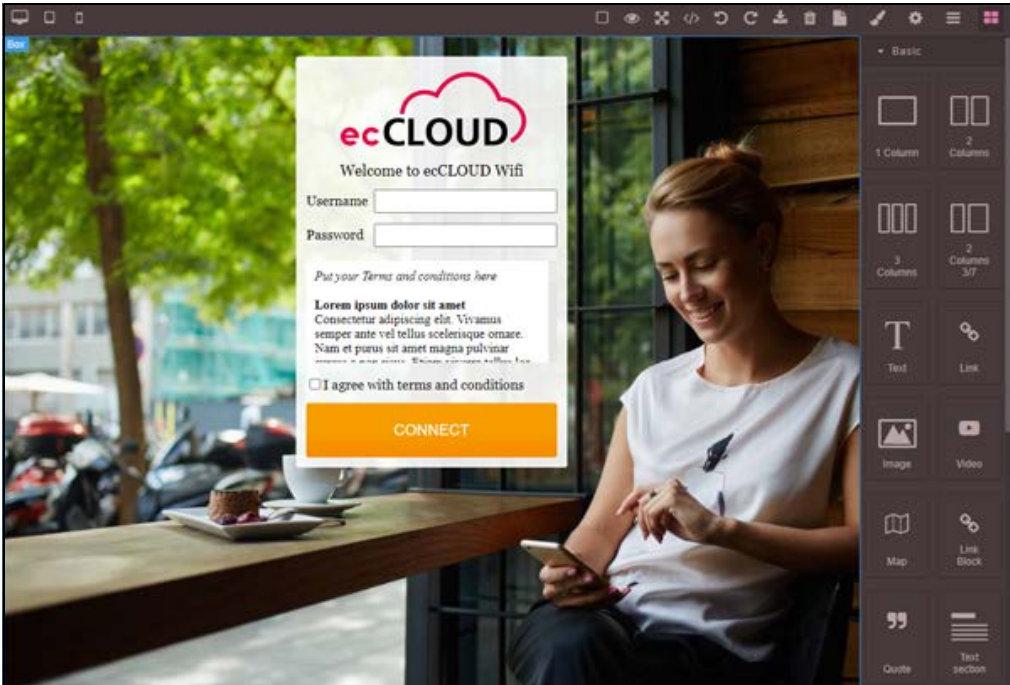 Box
Basic
ecCLOUD
Welcome to ecCLOUD Wifi
Username
Password
Put your Terms and conditions here
Lorem ipsum dolor sit amet
Consectetur adipiscing elit. Vivamus
semper ante vel tellus scelerisque ornare.
Nam et purus sit amet magna pulvinar
I agree with terms and conditions
CONNECT
1 Column
2
Columns
3
Columns
2
Columns
3/7
Text
Link
Image
Video
Map
Link
Block
Quote
Text
section